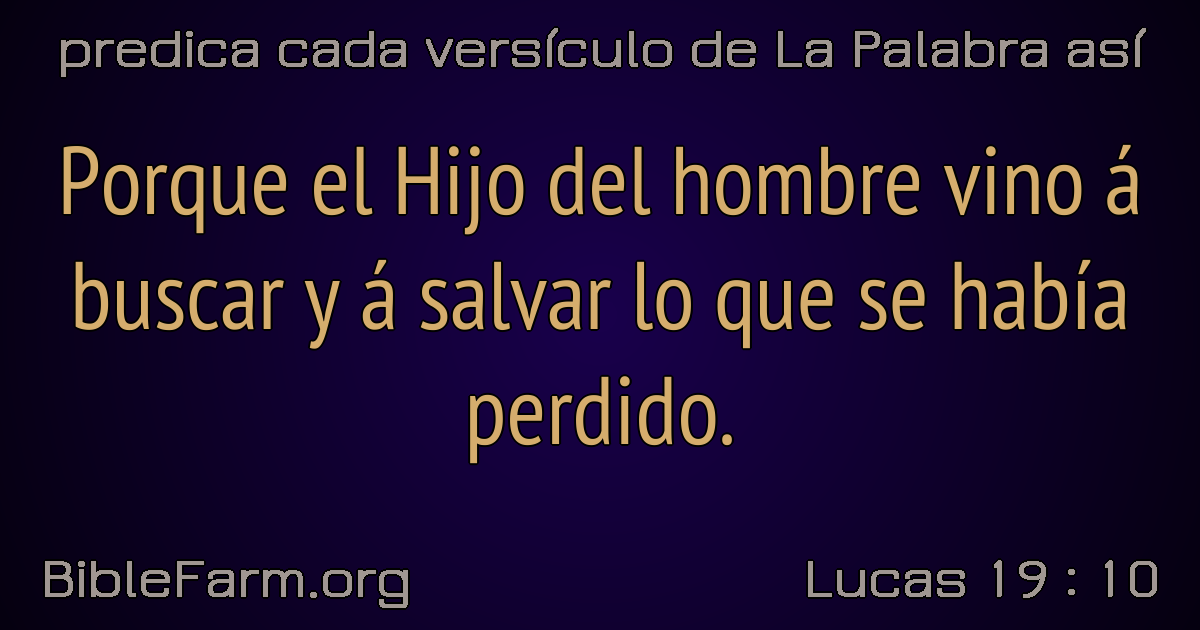 predica cada versículo de La Palabra así
Porque el Hijo del hombre vino á
buscar y á salvar lo que se había
perdido.
BibleFarm.org
Lucas 19 : 10